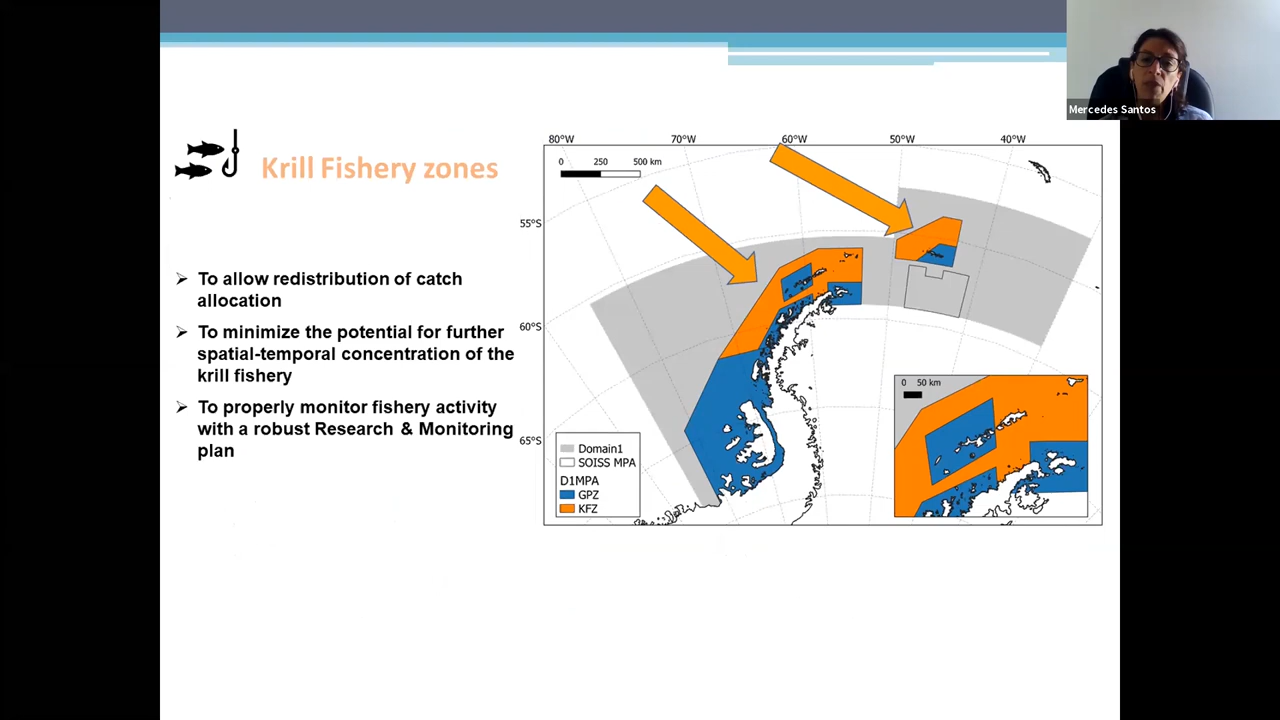 Mercedes Santos
Krill Fishery zones
➢ To allow redistribution of catch
allocation
➢ To minimize the potential for further
spatial-temporal concentration of the
krill fishery
➢ To properly monitor fishery activity
with a robust Research & Monitoring
plan
80°W 70°W 60°W 50°W 40°W
0 250 500 km
55°S
60°S
65°S
0 50 km
Domain1
SOISS MPA
D1MPA
GPZ
KFZ